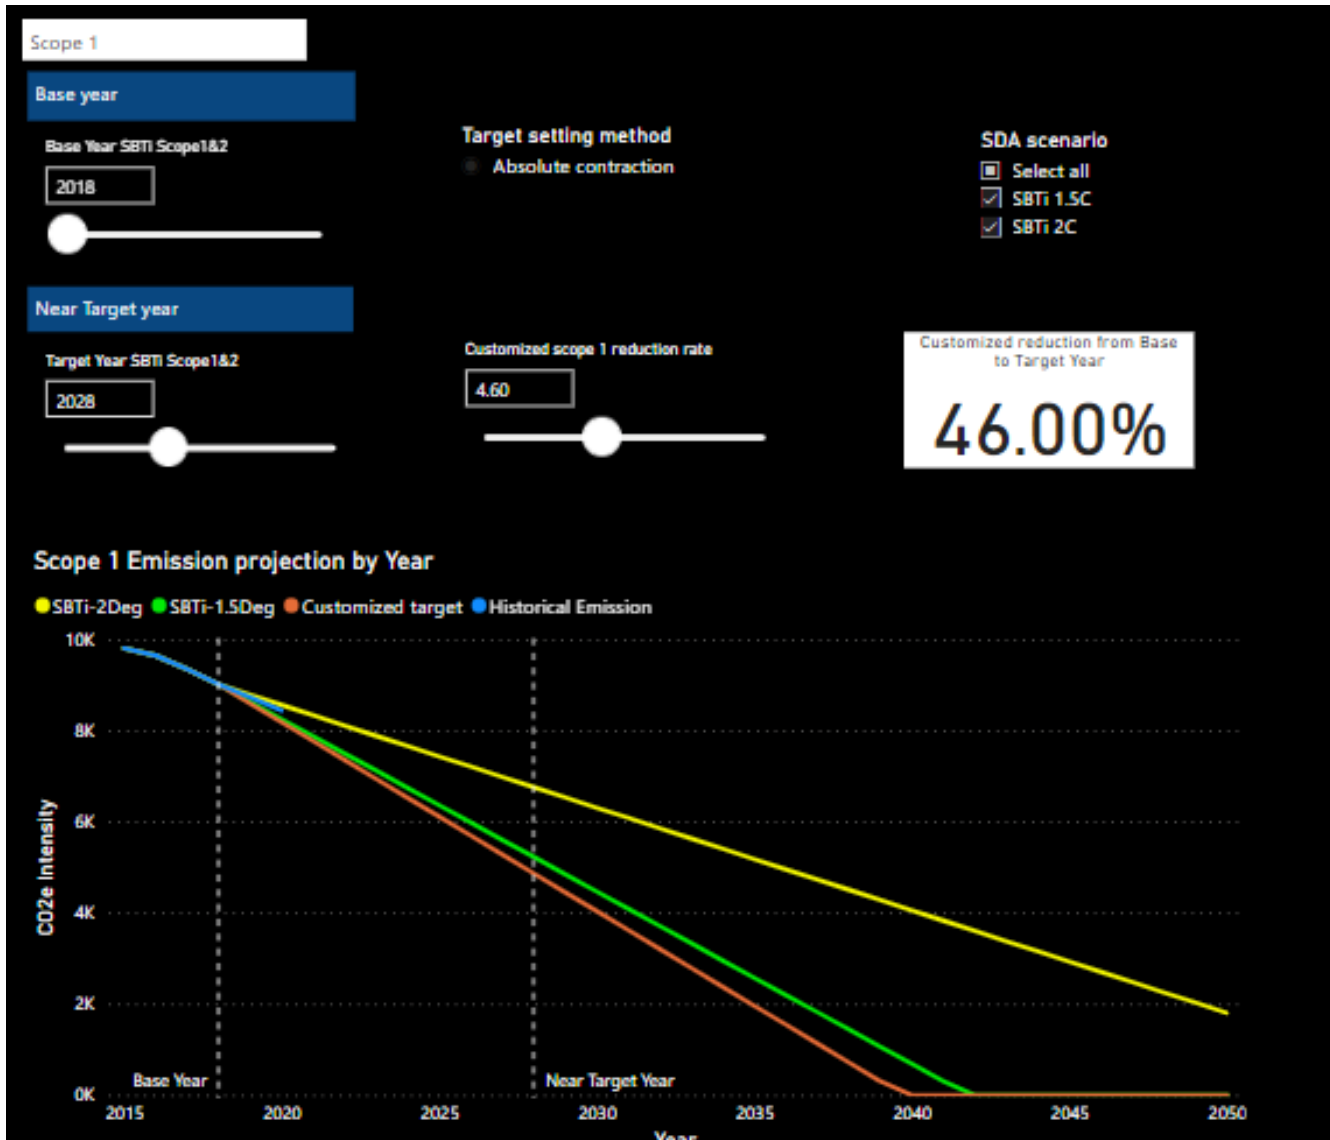 Scope 1
Base year
Base Year SBTi Scope1&2
2018
Target setting method
Absolute contraction
SDA scenario
Select all
SBTi 1.5C
SBTi 2C
Near Target year
Target Year SBTi Scope1&2
2028
Customized scope 1 reduction rate
4.60
Customized reduction from Base
to Target Year
46.00%
Scope 1 Emission projection by Year
SBTi-2Deg SBTi-1.5Deg Customized target Historical Emission
10K
8K
6K
4K
2K
0K
CO2e Intensity
Base Year
Near Target Year
2015 2020 2025 2030 2035 2040 2045 2050
Year